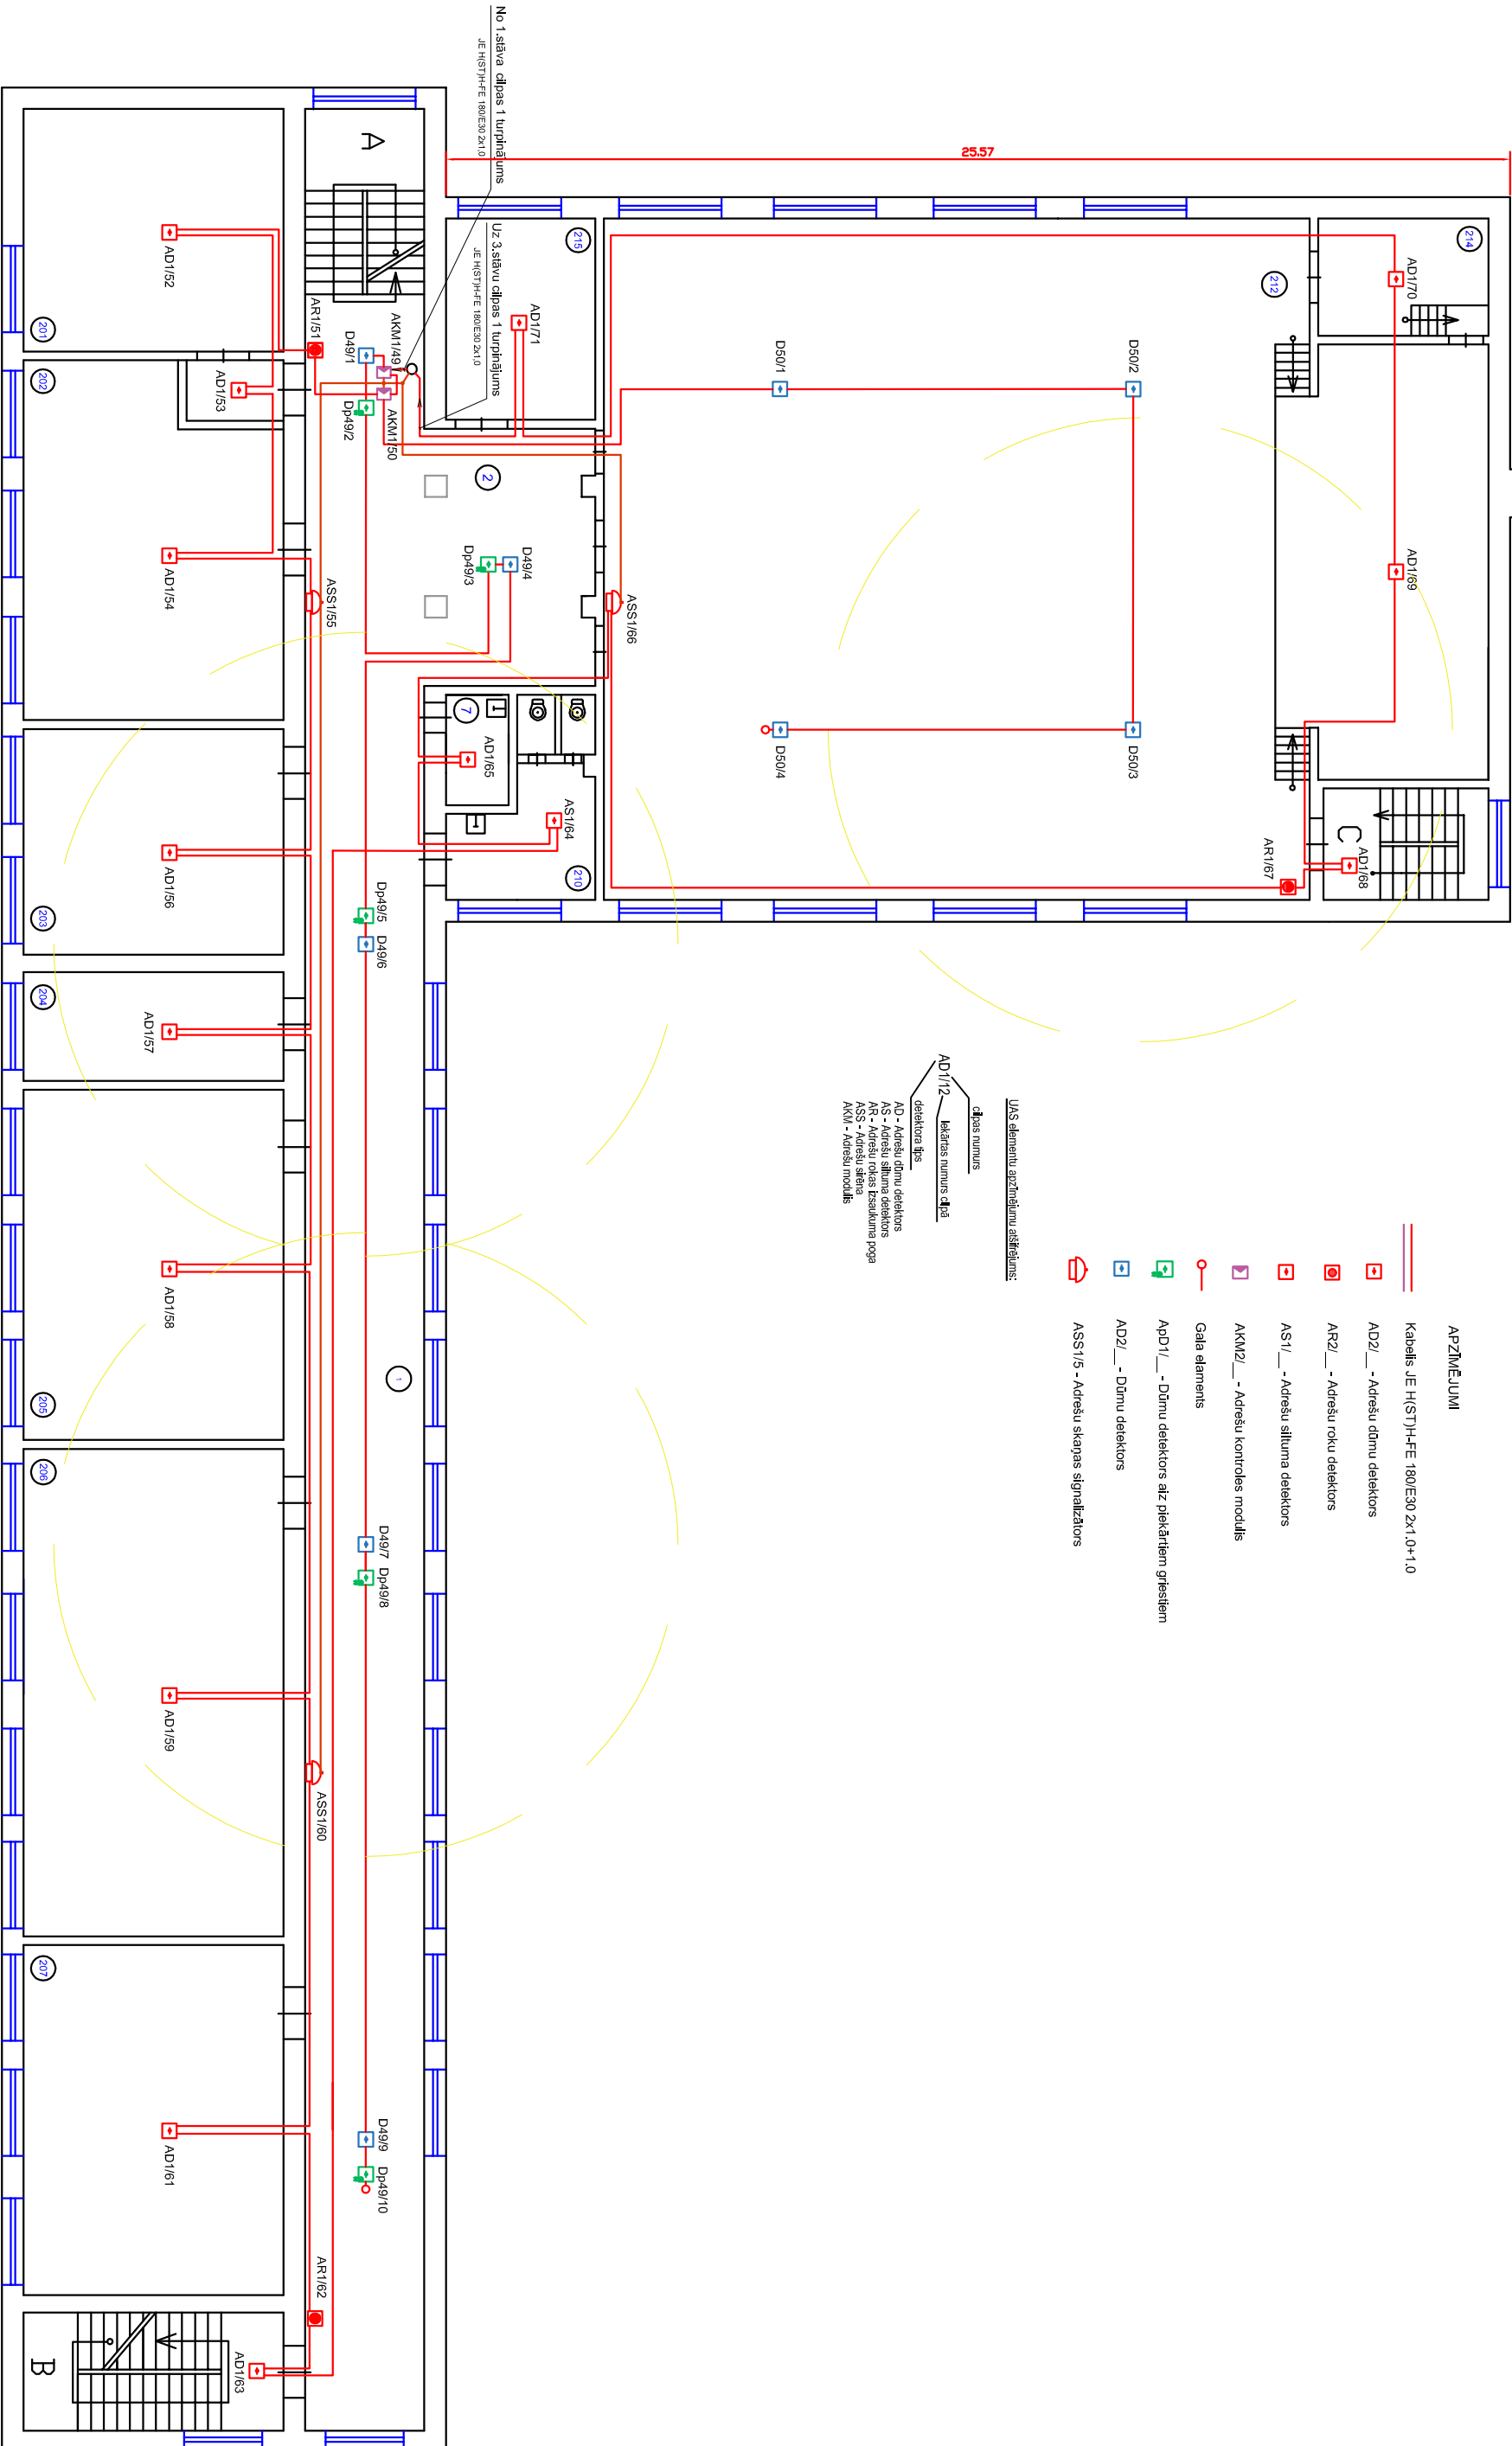 APZĪMĒJUMI
Kabelis JE H(ST)H-FE 180/E30 2x1,0+1,0
AD2/__ - Adrešu dūmu detektors
AR2/__ - Adrešu roku detektors
AS1/__ - Adrešu siltuma detektors
AKM2/__ - Adrešu kontroles modulis
Gala elaments
ApD1/__ - Dūmu detektors aiz piekārtiem griestiem
AD2/__ - Dūmu detektors
ASS1/5 - Adrešu skaņas signalizātors
UAS elementu apzīmējumu atšifrējums:
cilpas numurs
AD1/12
Iekārtas numurs cilpā
detektora tips
AD - Adrešu dūmu detektors
AS - Adrešu siltuma detektors
AR - Adrešu rokas izsaukuma poga
ASS - Adrešu sirēna
AKM - Adrešu modulis
No 1.stāva cilpas 1 turpinājums
JE H(ST)H-FE 180/E30 2x1,0
Uz 3.stāvu cilpas 1 turpinājums
JE H(ST)H-FE 180/E30 2x1,0
25.57
214
AD1/70
AD1/69
AD1/68
C
212
AR1/67
D50/2
D50/3
D50/1
D50/4
ASS1/66
215
AD1/71
210
AS1/64
D49/4
Dp49/3
2
7
AD1/65
A
AKM1/49
AKM1/50
D49/1
Dp49/2
Dp49/5
D49/6
1
D49/7
Dp49/8
D49/9
Dp49/10
AR1/51
ASS1/55
ASS1/60
AR1/62
AD1/53
AD1/63
AD1/52
AD1/54
AD1/56
AD1/57
AD1/58
AD1/59
AD1/61
201
202
203
204
205
206
207
B